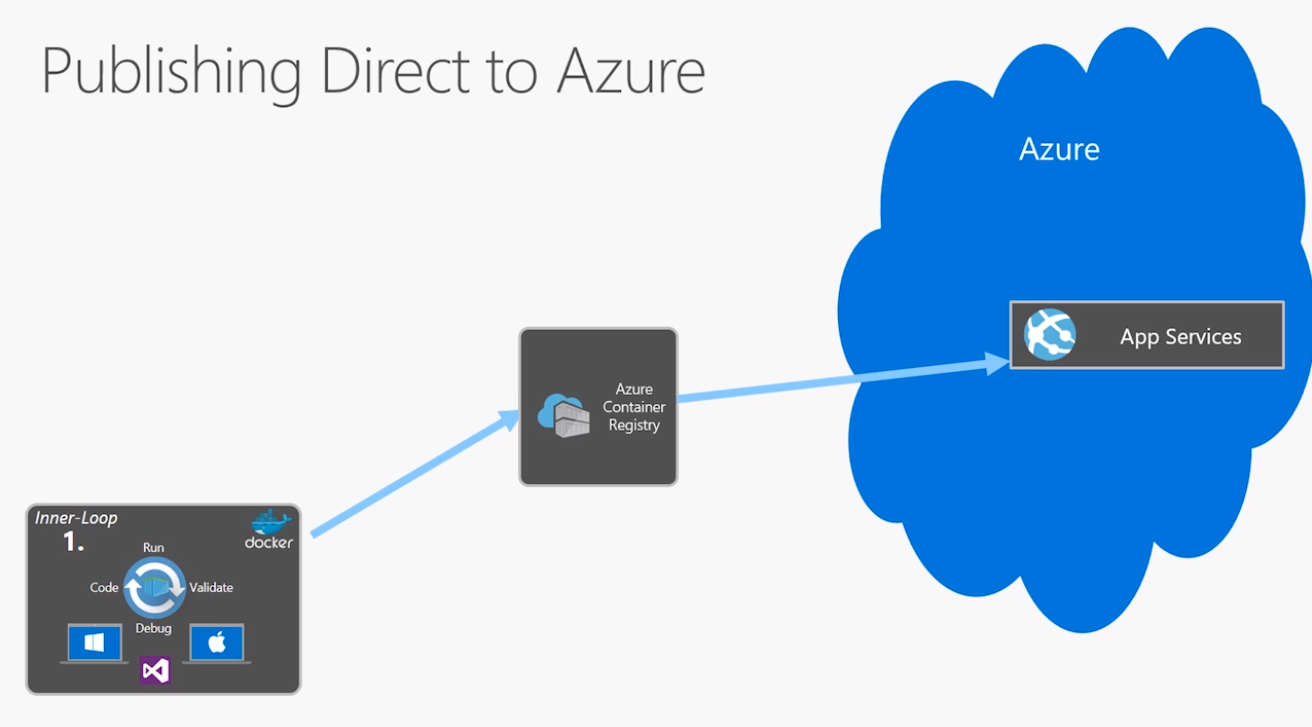 Publishing Direct to Azure
Azure
App Services
Azure
Container
Registry
Inner-Loop
1.
docker
Run
Code
Validate
Debug